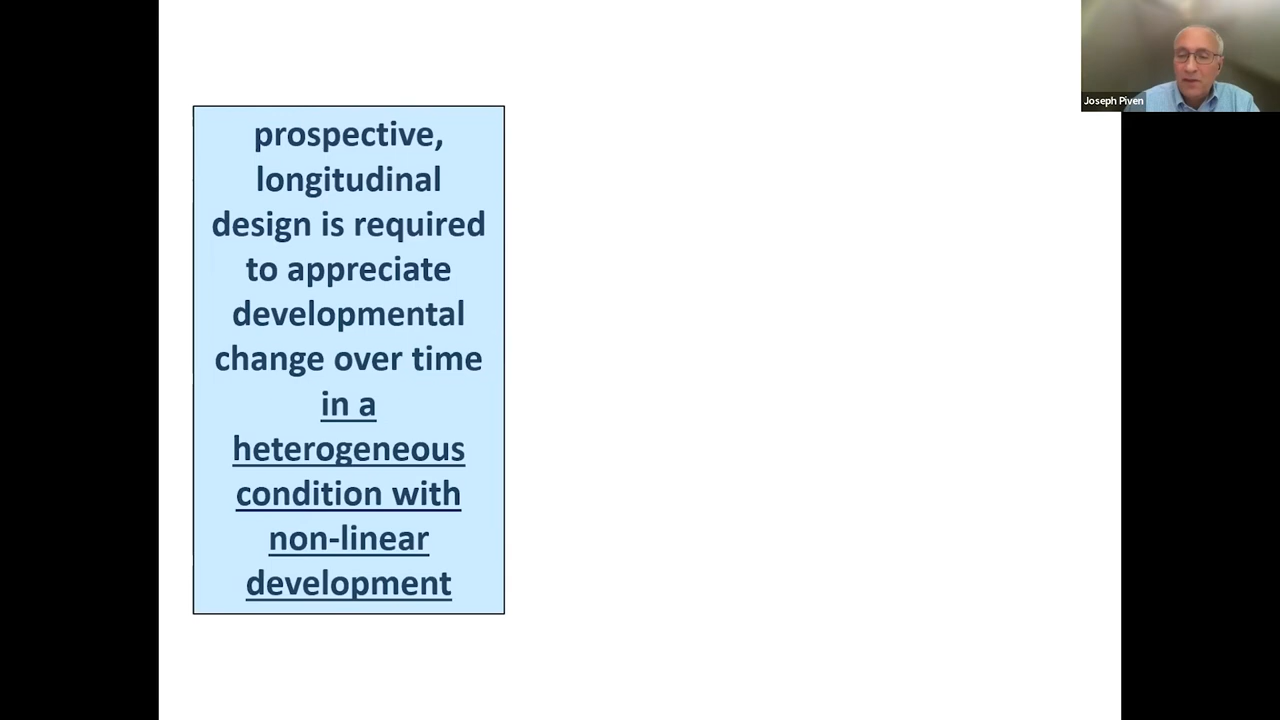 prospective,
longitudinal
design is required
to appreciate
developmental
change over time
in a
heterogeneous
condition with
non-linear
development
Joseph Piven